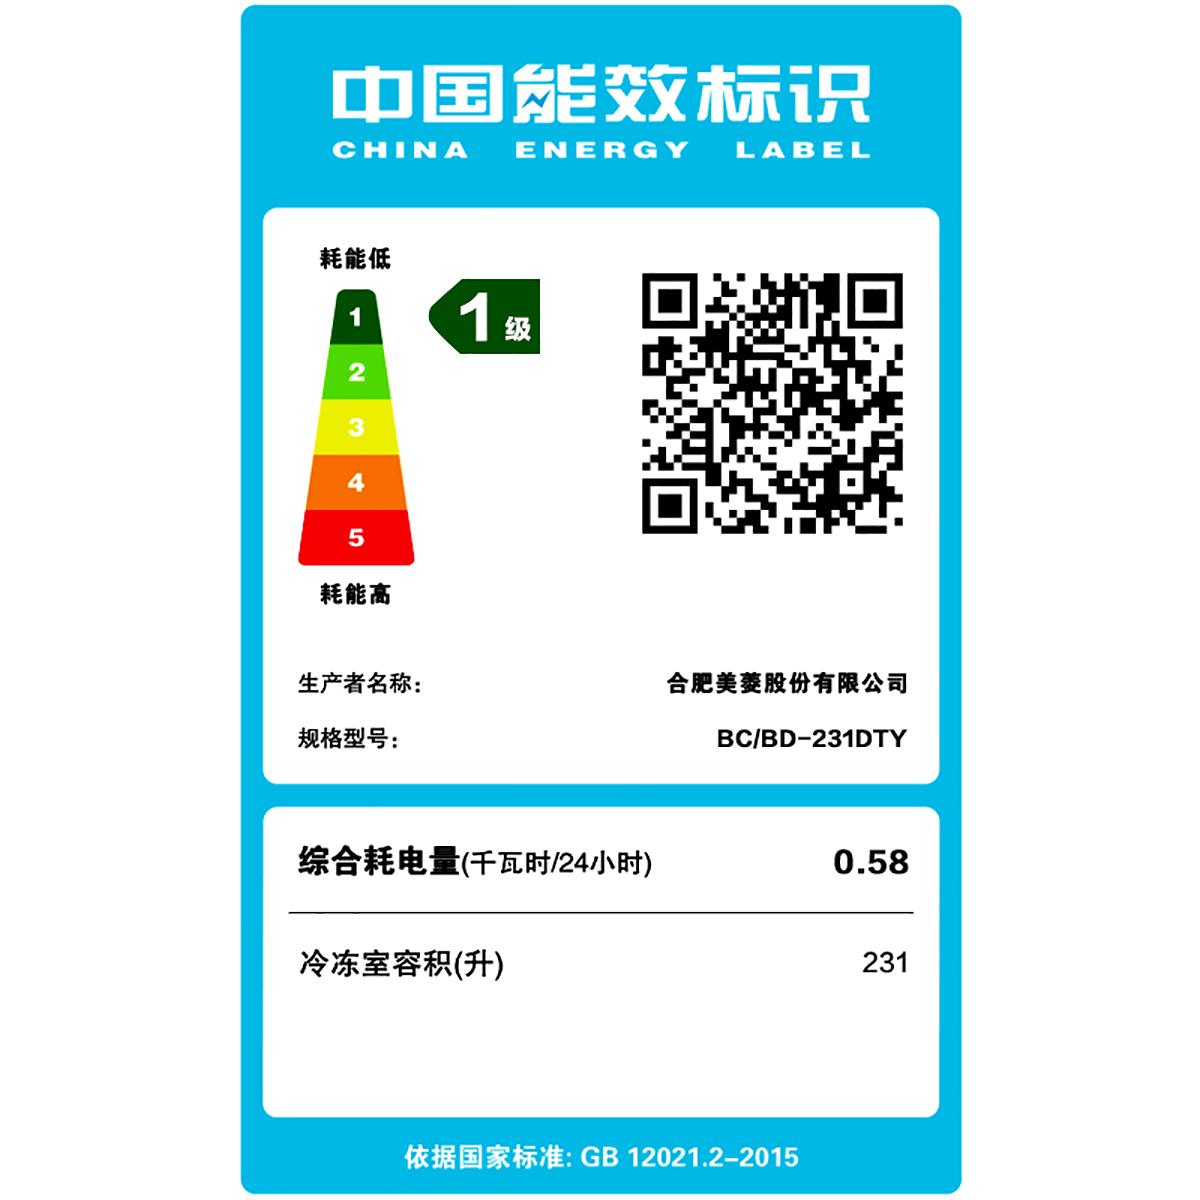 中国能效标识
CHINA ENERGY LABEL
耗能低
1
1级
2
3
4
5
耗能高
生产者名称: 合肥美菱股份有限公司
规格型号: BC/BD-231DTY
综合耗电量(千瓦时/24小时) 0.58
冷冻室容积(升) 231
依据国家标准: GB 12021.2-2015